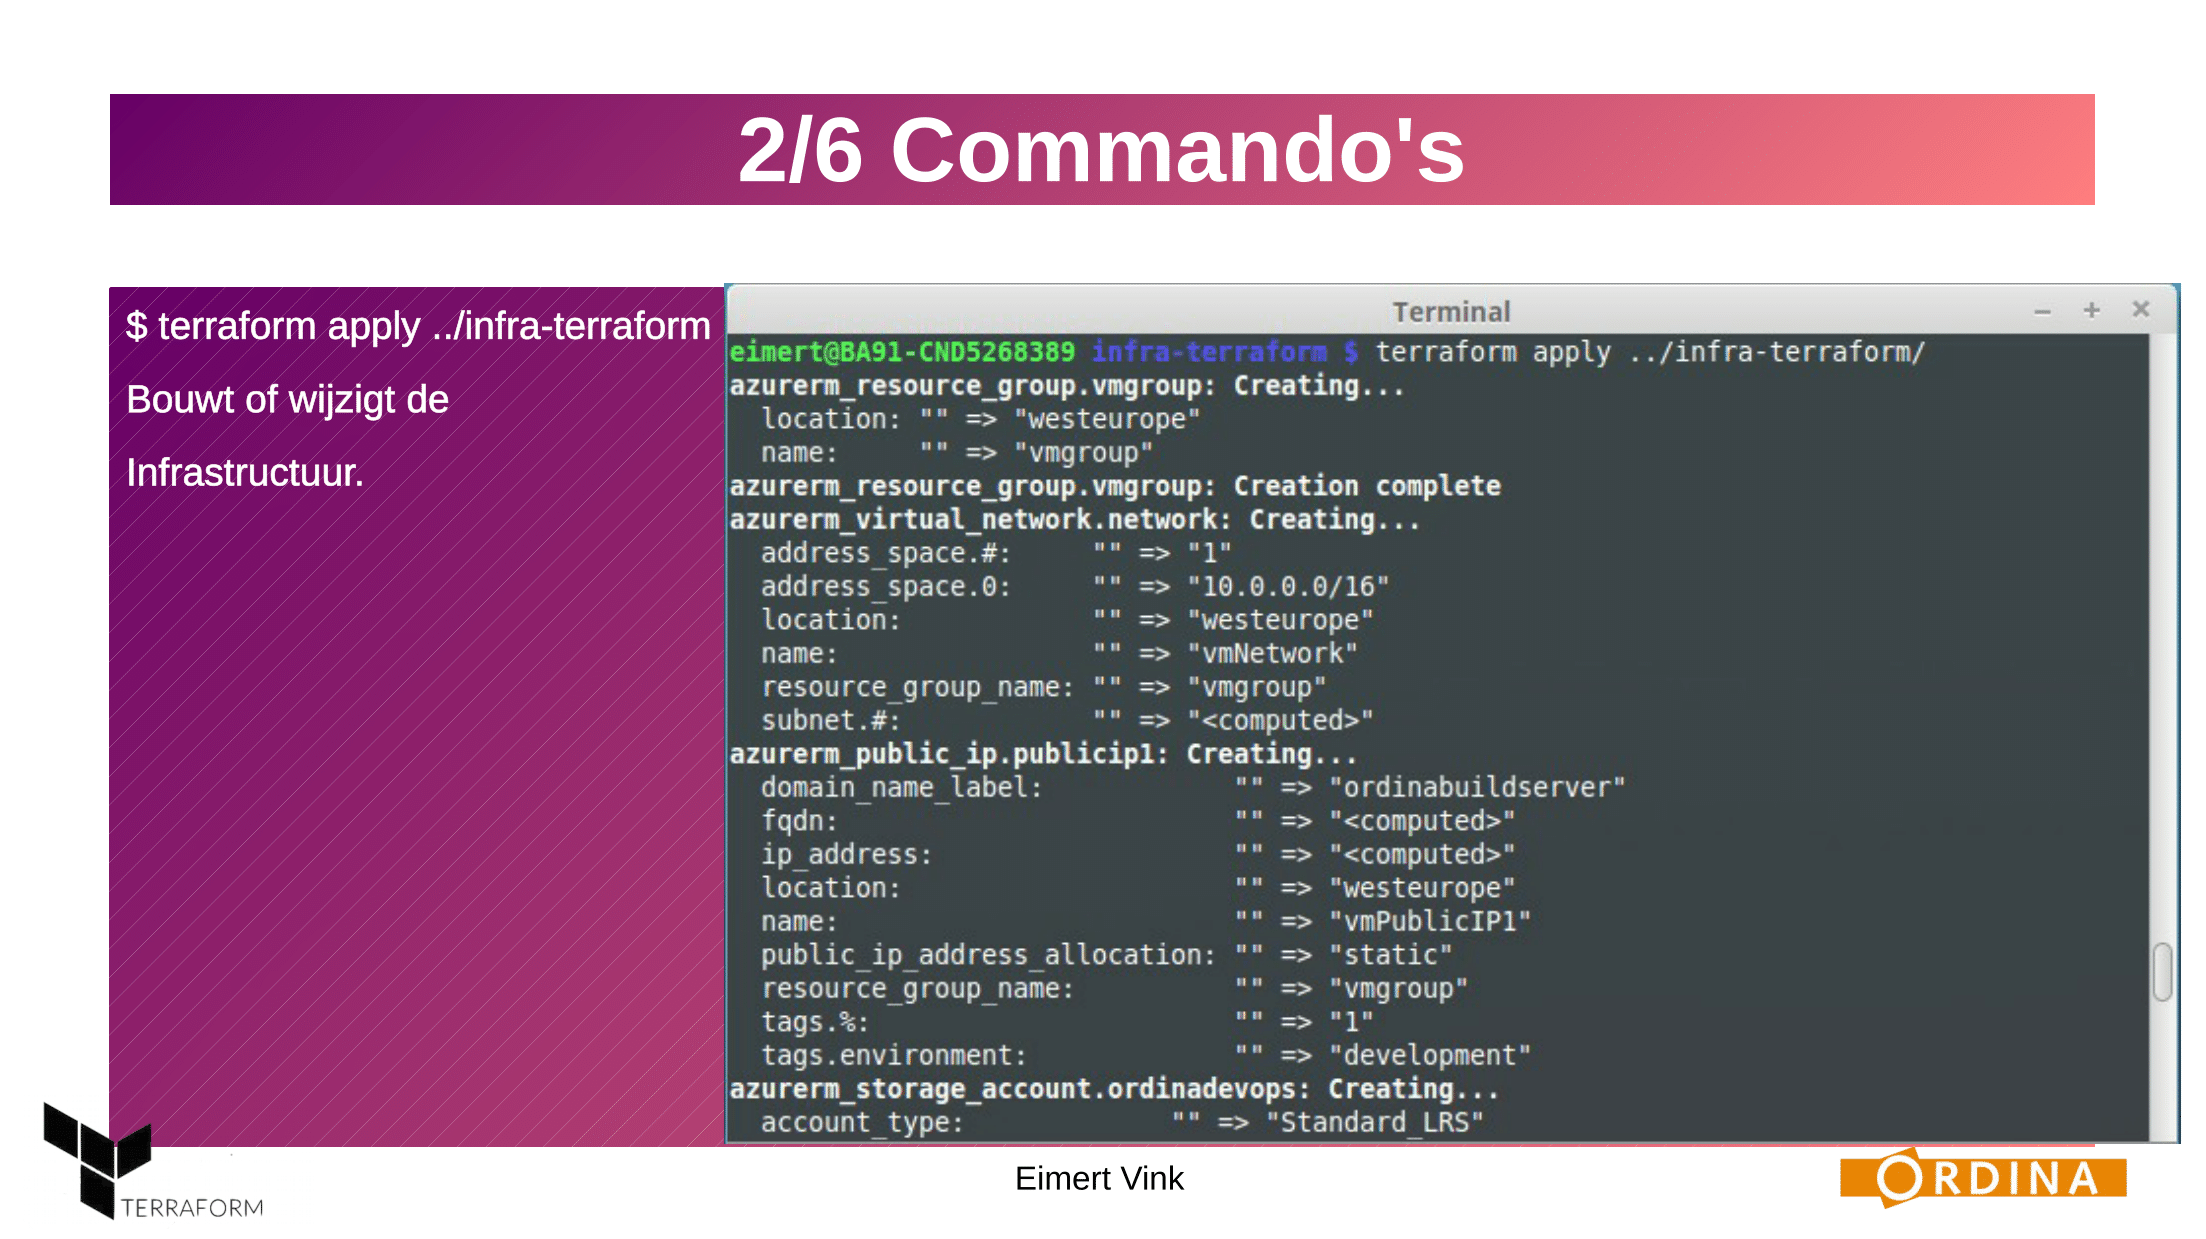 2/6 Commando's
$ terraform apply ../infra-terraform
Bouwt of wijzigt de
Infrastructuur.
Terminal
eimert@BA91-CND5268389 infra-terraform $ terraform apply ../infra-terraform/
azurerm_resource_group.vmgroup: Creating...
  location: "" => "westeurope"
  name:     "" => "vmgroup"
azurerm_resource_group.vmgroup: Creation complete
azurerm_virtual_network.network: Creating...
  address_space.#:     "" => "1"
  address_space.0:     "" => "10.0.0.0/16"
  location:            "" => "westeurope"
  name:                "" => "vmNetwork"
  resource_group_name: "" => "vmgroup"
  subnet.#:            "" => "<computed>"
azurerm_public_ip.publicip1: Creating...
  domain_name_label:            "" => "ordinabuildserver"
  fqdn:                         "" => "<computed>"
  ip_address:                   "" => "<computed>"
  location:                     "" => "westeurope"
  name:                         "" => "vmPublicIP1"
  public_ip_address_allocation: "" => "static"
  resource_group_name:          "" => "vmgroup"
  tags.%:                       "" => "1"
  tags.environment:             "" => "development"
azurerm_storage_account.ordinadevops: Creating...
  account_type:             "" => "Standard_LRS"
TERRAFORM
Eimert Vink
ORDINA